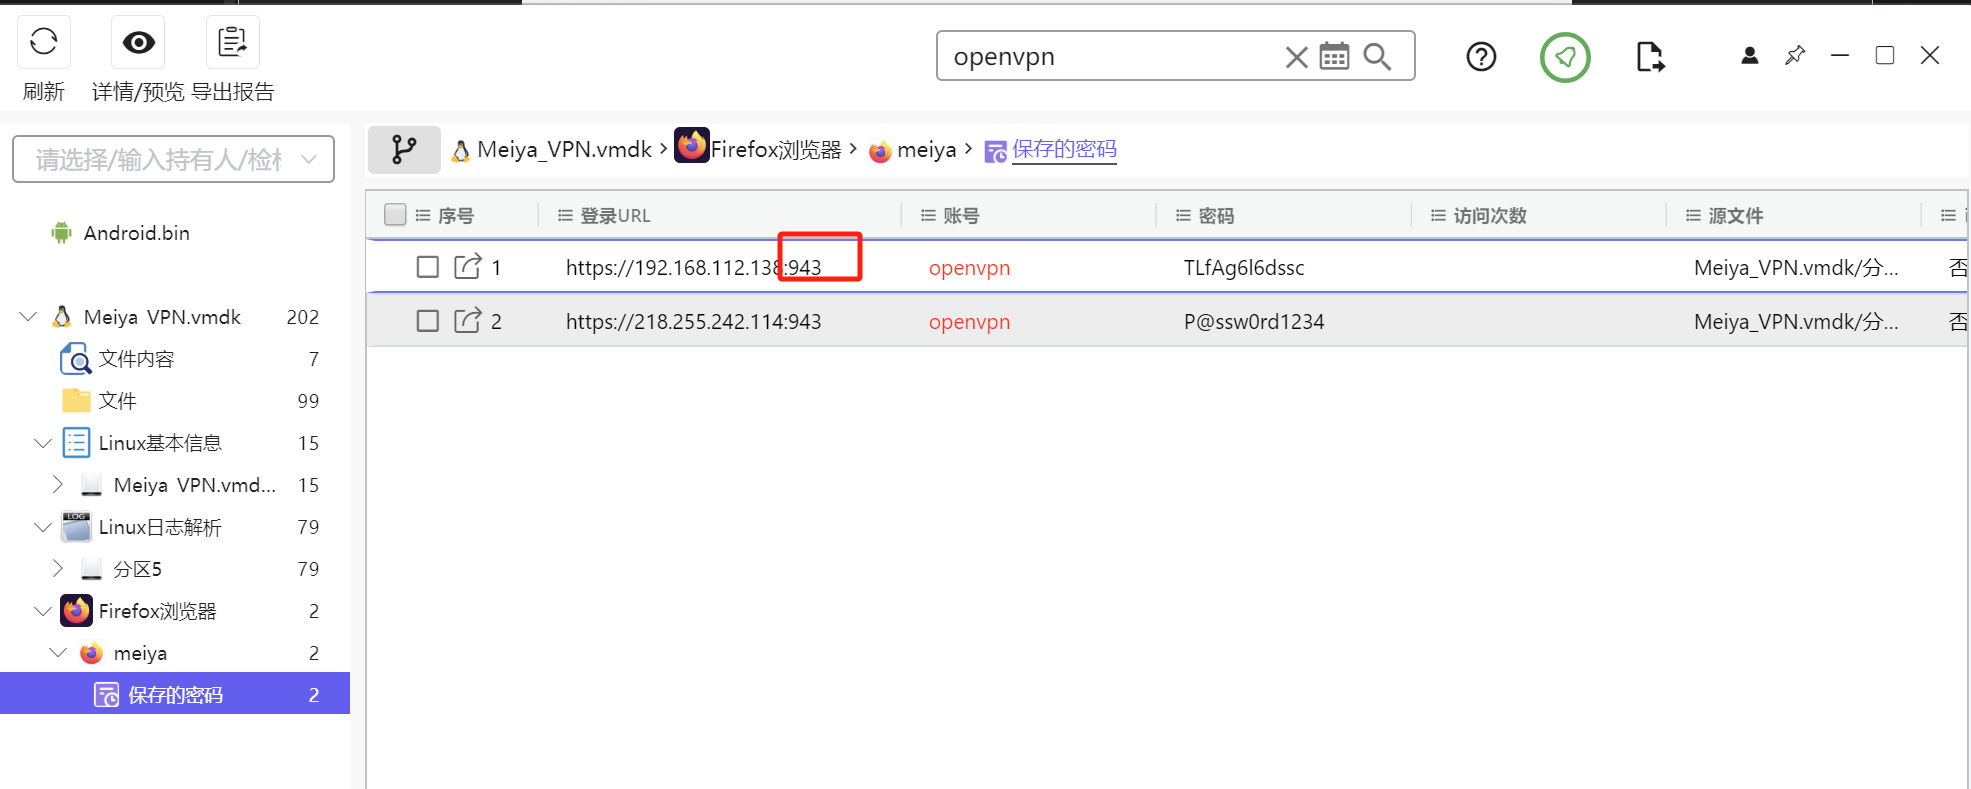 openvpn
刷新 详情/预览 导出报告
请选择/输入持有人/检
Meiya_VPN.vmdk Firefox浏览器 meiya 保存的密码
序号 登录URL 账号 密码 访问次数 源文件
Android.bin
1 https://192.168.112.138:943 openvpn TLfAg6l6dssc Meiya_VPN.vmdk/分... 否
2 https://218.255.242.114:943 openvpn P@ssw0rd1234 Meiya_VPN.vmdk/分... 否
Meiya VPN.vmdk 202
文件内容 7
文件 99
Linux基本信息 15
Meiya VPN.vmd... 15
LOG Linux日志解析 79
分区5 79
Firefox浏览器 2
meiya 2
保存的密码 2